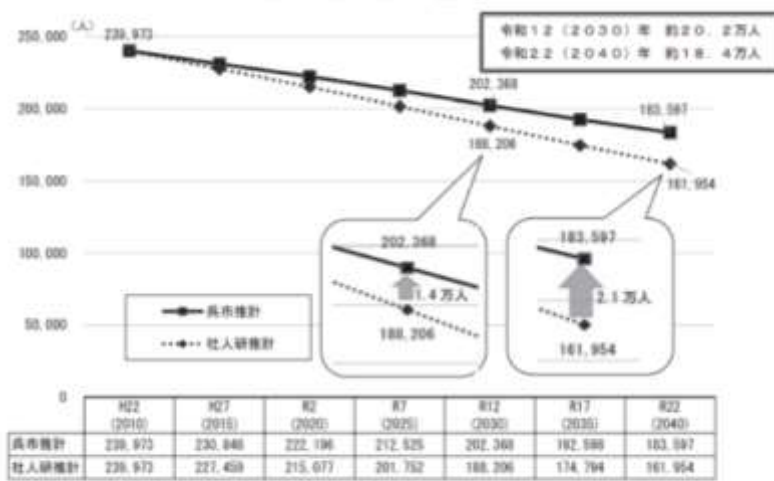 (人)
令和12(2030)年 約20.2万人
令和22(2040)年 約18.4万人
250,000
200,000
150,000
100,000
50,000
0
239,973
202,368
183,597
188,206
161,954
202,368
1.4万人
188,206
183,597
2.1万人
161,954
呉市推計
社人研推計
H22 (2010) H27 (2015) R2 (2020) R7 (2025) R12 (2030) R17 (2035) R22 (2040)
呉市推計 239,973 230,848 222,196 212,525 202,368 192,598 183,597
社人研推計 239,973 227,459 215,077 201,752 188,206 174,794 161,954